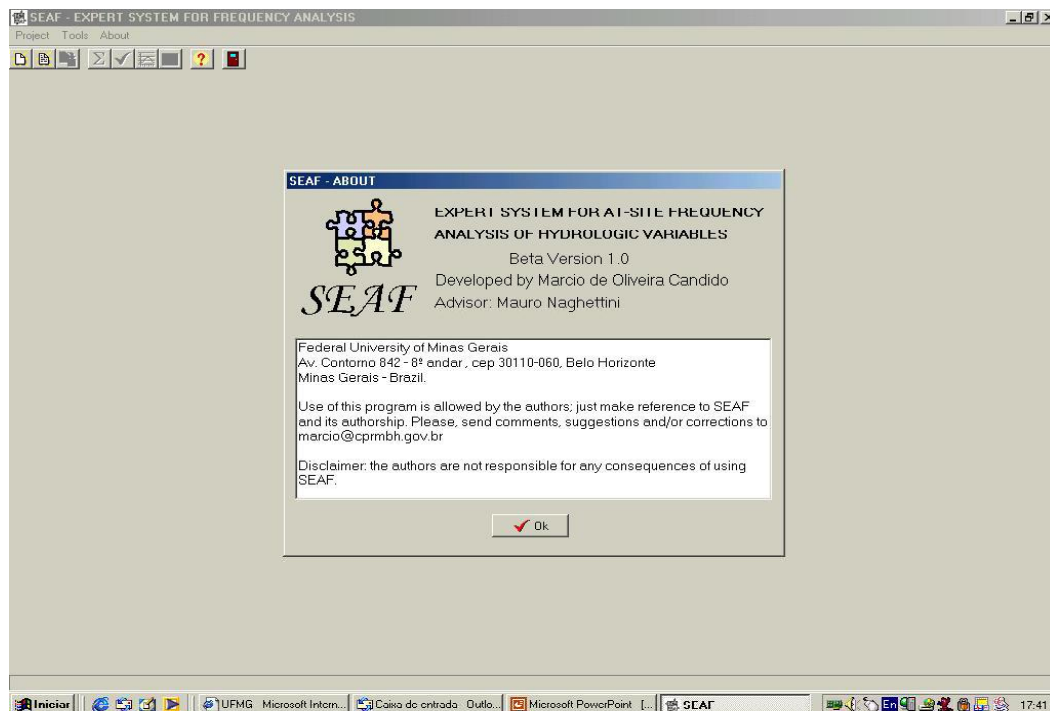 SEAF - EXPERT SYSTEM FOR FREQUENCY ANALYSIS
Project Tools About
SEAF - ABOUT
EXPERT SYSTEM FOR AT-SITE FREQUENCY
ANALYSIS OF HYDROLOGIC VARIABLES
Beta Version 1.0
Developed by Marcio de Oliveira Candido
SEAF
Advisor: Mauro Naghettini
Federal University of Minas Gerais
Av. Contorno 842 - 8º andar , cep 30110-060, Belo Horizonte
Minas Gerais - Brazil.
Use of this program is allowed by the authors; just make reference to SEAF
and its authorship. Please, send comments, suggestions and/or corrections to
marcio@cprmbh.gov.br
Disclaimer: the authors are not responsible for any consequences of using
SEAF.
Ok
Iniciar UFMG Microsoft Intern... Caixa de entrada Outlo... Microsoft PowerPoint [... SEAF En 17:41